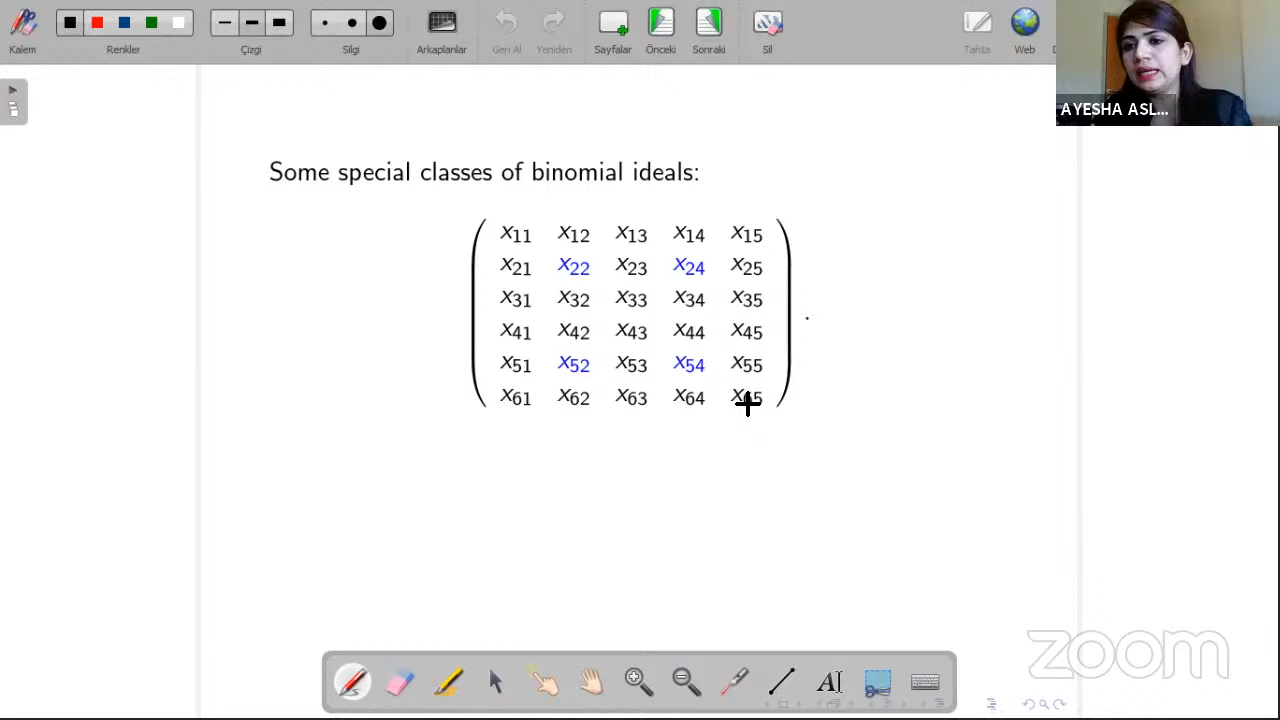 Kalem Renkler Çizgi Silgi Arkaplanlar Geri Al Yeniden Sayfalar Önceki Sonraki Sil Tahta Web
AYESHA ASL...
Some special classes of binomial ideals:
x11 x12 x13 x14 x15
x21 x22 x23 x24 x25
x31 x32 x33 x34 x35
x41 x42 x43 x44 x45 .
x51 x52 x53 x54 x55
x61 x62 x63 x64 x65
zoom